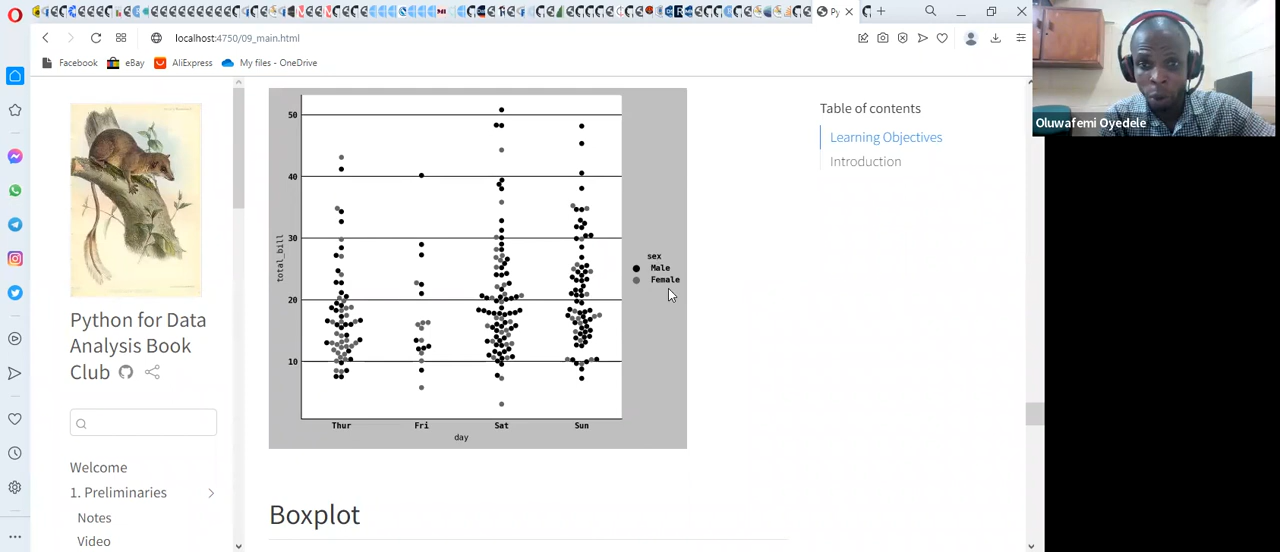 Py
localhost:4750/09_main.html
Facebook
eBay
AliExpress
My files - OneDrive
Oluwafemi Oyedele
50
40
30
20
10
total_bill
Thur
Fri
Sat
Sun
day
sex
Male
Female
Table of contents
Learning Objectives
Introduction
Python for Data
Analysis Book
Club
Welcome
1. Preliminaries
Notes
Video
Boxplot